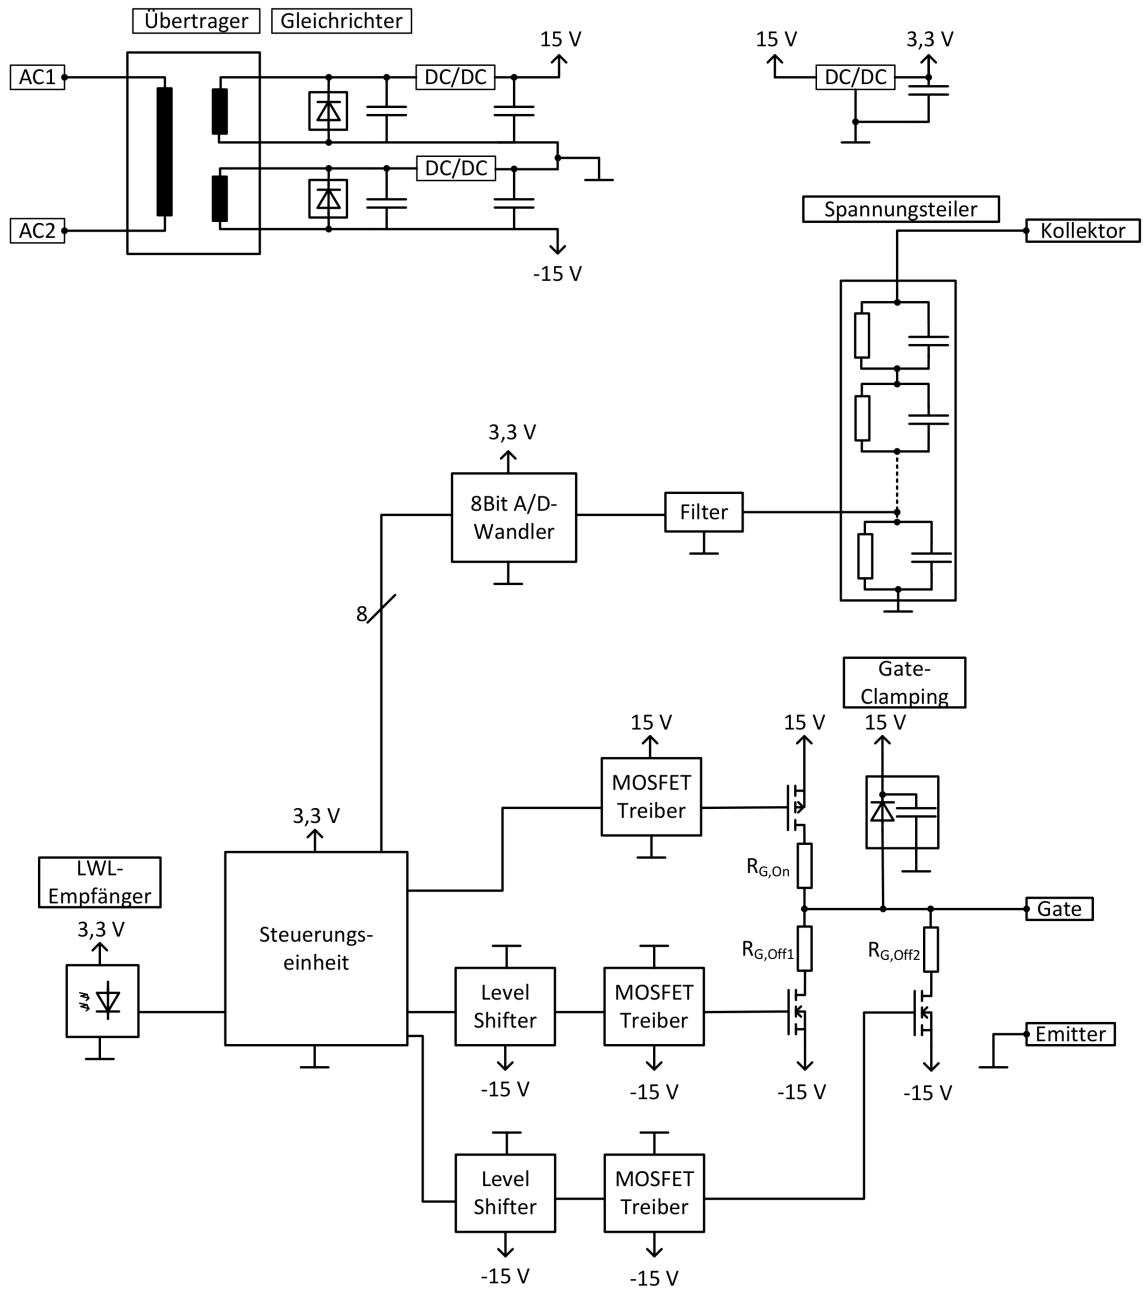 Übertrager
Gleichrichter
AC1
DC/DC
15 V
15 V
DC/DC
3,3 V
DC/DC
AC2
-15 V
Spannungsteiler
Kollektor
3,3 V
8Bit A/D-
Wandler
Filter
8
Gate-
Clamping
15 V
15 V
15 V
MOSFET
Treiber
3,3 V
LWL-
Empfänger
3,3 V
Steuerungs-
einheit
RG,On
Gate
RG,Off1
RG,Off2
Level
Shifter
MOSFET
Treiber
Emitter
-15 V
-15 V
-15 V
-15 V
Level
Shifter
MOSFET
Treiber
-15 V
-15 V